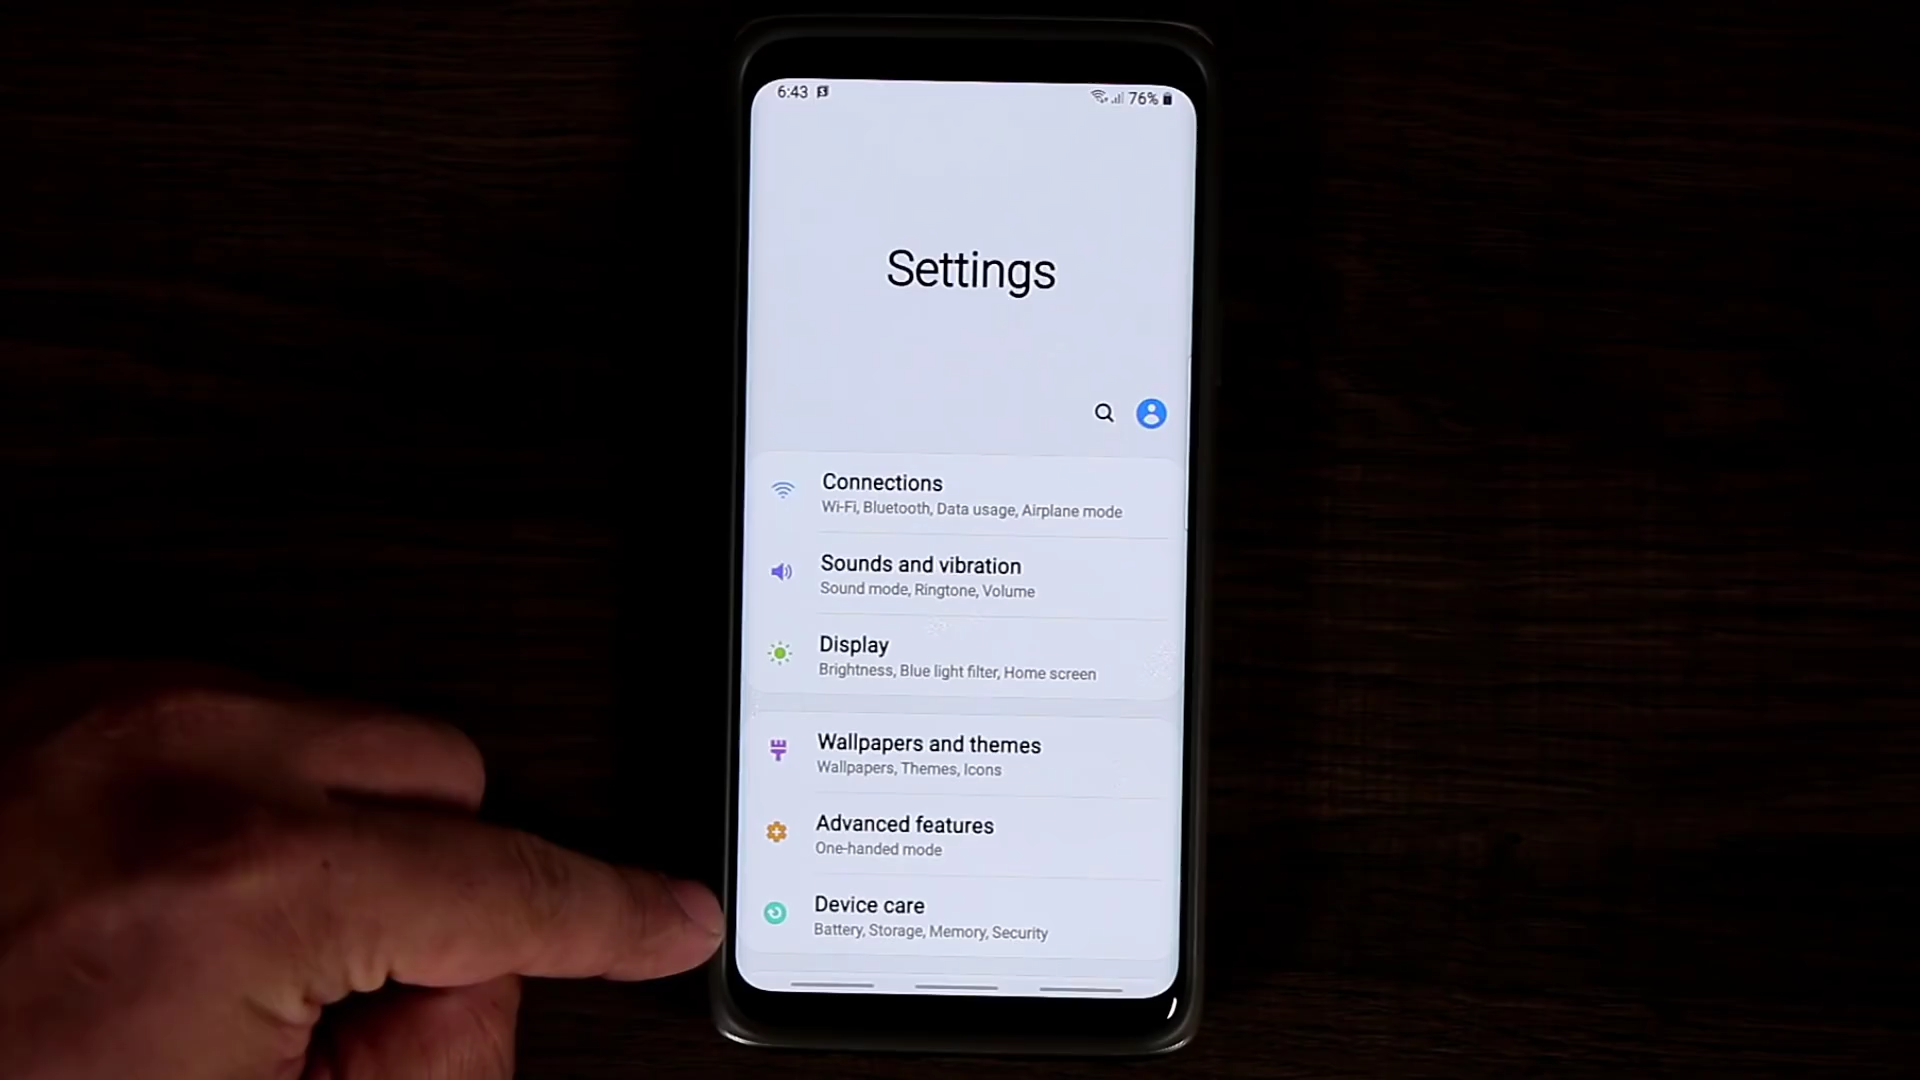 6:43
76%
Settings
Connections
Wi-Fi, Bluetooth, Data usage, Airplane mode
Sounds and vibration
Sound mode, Ringtone, Volume
Display
Brightness, Blue light filter, Home screen
Wallpapers and themes
Wallpapers, Themes, Icons
Advanced features
One-handed mode
Device care
Battery, Storage, Memory, Security